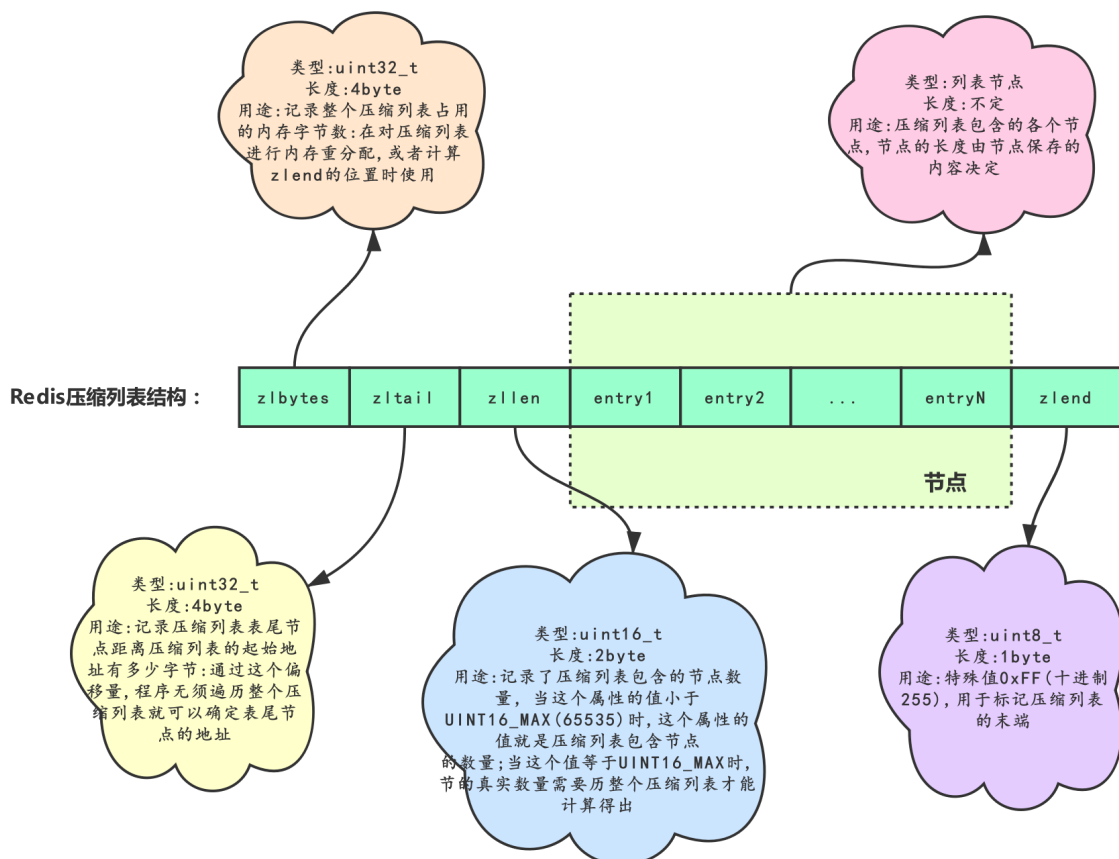 类型:uint32_t
长度:4byte
用途:记录整个压缩列表占用
的内存字节数:在对压缩列表
进行内存重分配,或者计算
zlend的位置时使用
类型:列表节点
长度:不定
用途:压缩列表包含的各个节
点,节点的长度由节点保存的
内容决定
Redis压缩列表结构：
zlbytes
zltail
zllen
entry1
entry2
...
entryN
zlend
节点
类型:uint32_t
长度:4byte
用途:记录压缩列表表尾节
点距离压缩列表的起始地
址有多少字节:通过这个偏
移量,程序无须遍历整个压
缩列表就可以确定表尾节
点的地址
类型:uint16_t
长度:2byte
用途:记录了压缩列表包含的节点数
量, 当这个属性的值小于
UINT16_MAX(65535)时,这个属性的
值就是压缩列表包含节点
的数量;当这个值等于UINT16_MAX时,
节的真实数量需要历整个压缩列表才能
计算得出
类型:uint8_t
长度:1byte
用途:特殊值0xFF(十进制
255),用于标记压缩列表
的末端